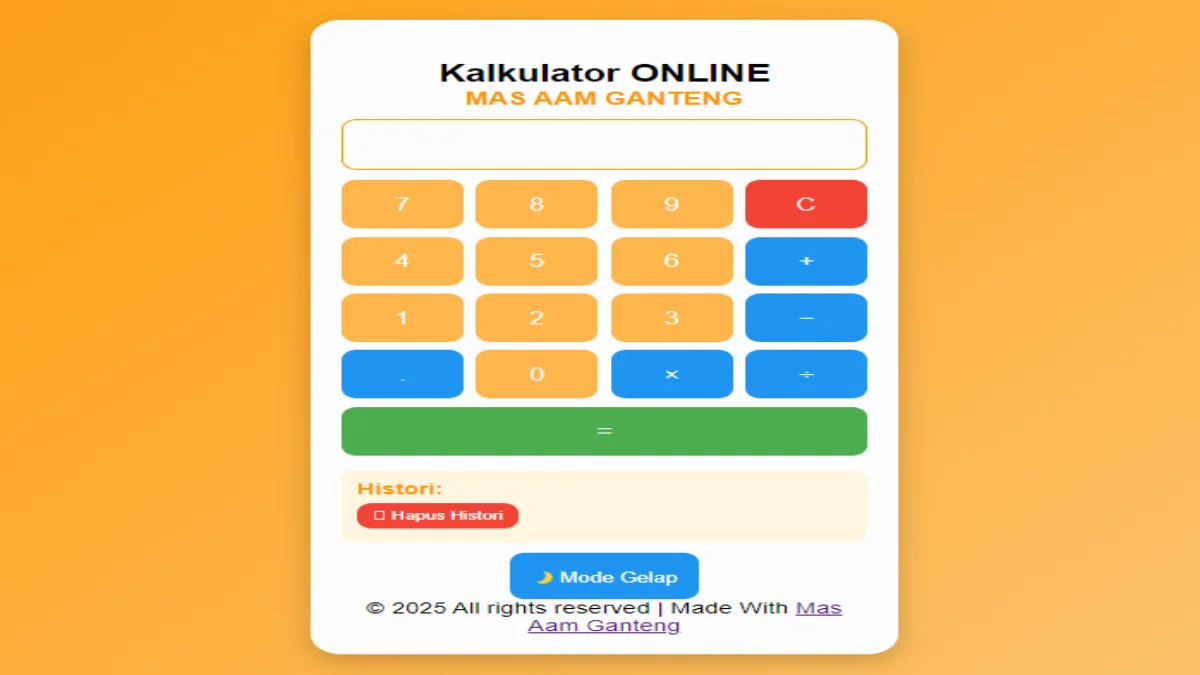 Kalkulator ONLINE
MAS AAM GANTENG
7 8 9 C
4 5 6 +
1 2 3 −
. 0 × ÷
=
Histori:
Hapus Histori
🌙 Mode Gelap
© 2025 All rights reserved | Made With Mas
Aam Ganteng